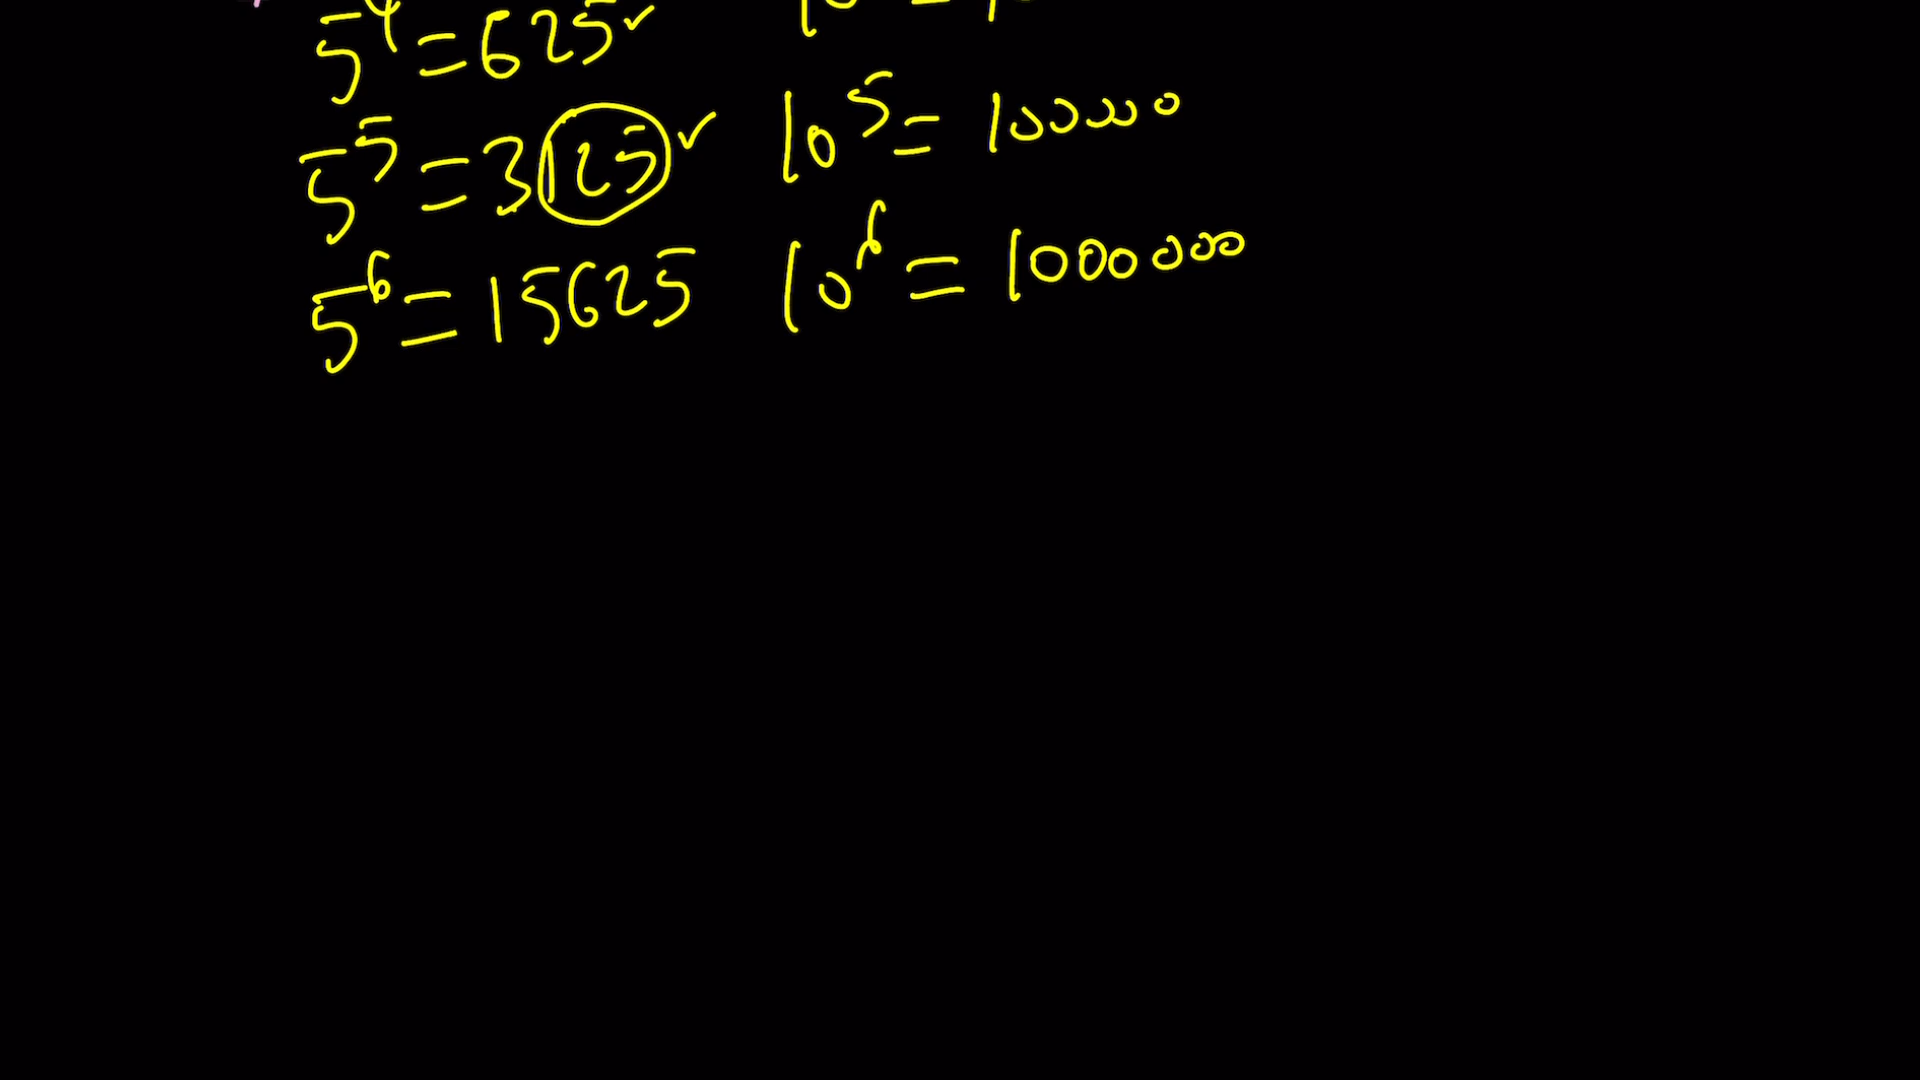 5⁴ = 625 ✓
5⁵ = 3125 ✓ 10⁵ = 100000
5⁶ = 15625 10⁶ = 1000000